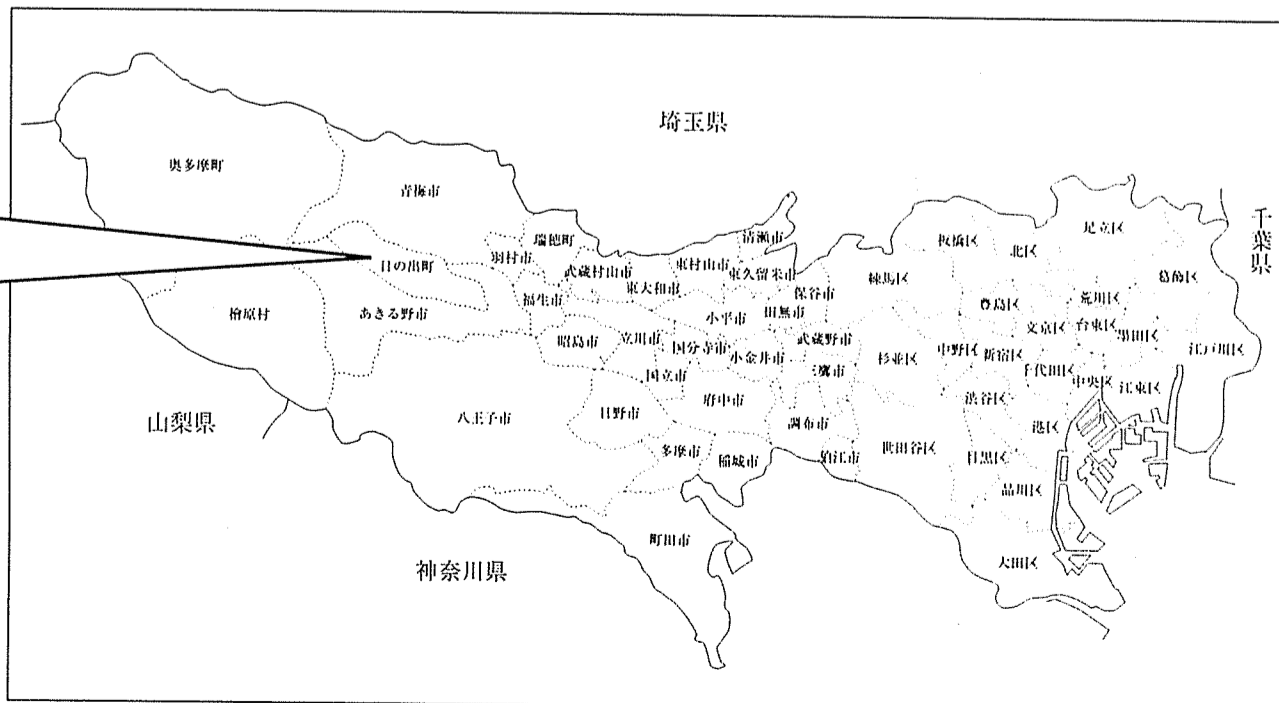 埼玉県
千葉県
山梨県
神奈川県
奥多摩町
青梅市
日の出町
檜原村
あきる野市
羽村市
瑞穂町
福生市
武蔵村山市
東大和市
東村山市
清瀬市
東久留米市
保谷市
田無市
小平市
昭島市
立川市
国分寺市
小金井市
武蔵野市
三鷹市
国立市
府中市
調布市
狛江市
八王子市
日野市
多摩市
稲城市
町田市
板橋区
北区
足立区
練馬区
豊島区
荒川区
葛飾区
文京区
台東区
墨田区
江戸川区
杉並区
中野区
新宿区
千代田区
中央区
江東区
渋谷区
港区
世田谷区
目黒区
品川区
大田区